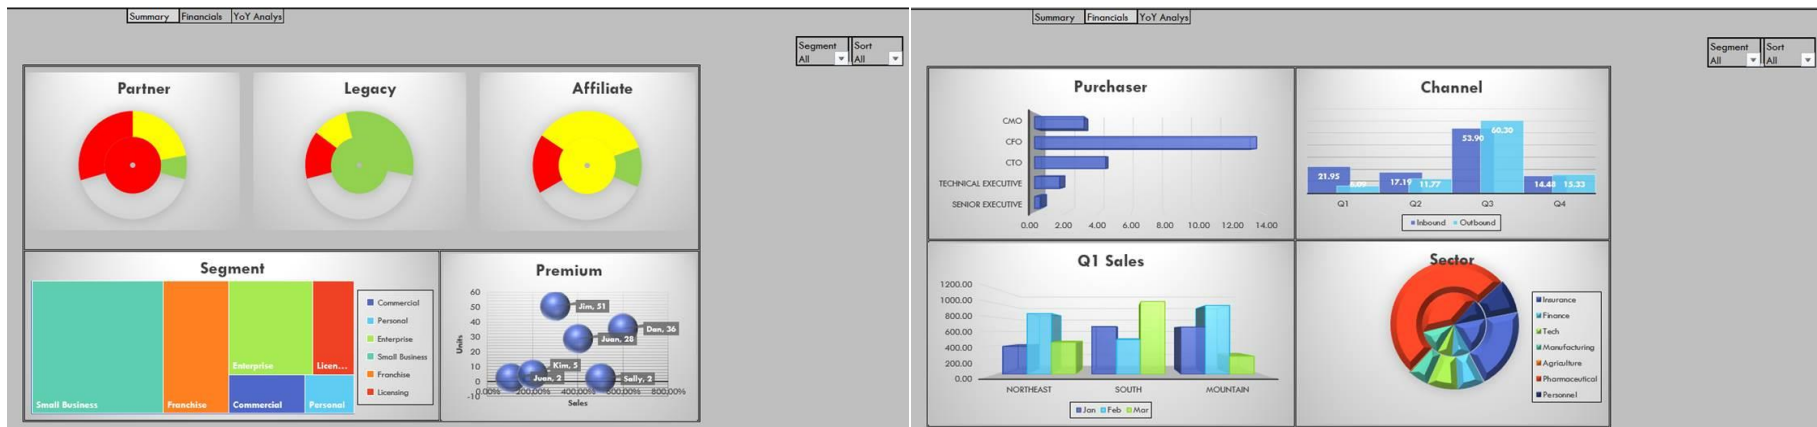 Summary Financials YoY Analys
Segment Sort
All All
Partner Legacy Affiliate
Segment
Small Business
Franchise
Enterprise
Licen...
Commercial
Personal
Commercial
Personal
Enterprise
Small Business
Franchise
Licensing
Premium
Units
60
50
40
30
20
10
0
-10
Jim, 51
Dan, 36
Juan, 28
Kim, 5
Juen, 2
Sally, 2
0.00% 200.00% 400.00% 600.00% 800.00%
Sales
Summary Financials YoY Analys
Segment Sort
All All
Purchaser
CMO
CFO
CTO
TECHNICAL EXECUTIVE
SENIOR EXECUTIVE
0.00 2.00 4.00 6.00 8.00 10.00 12.00 14.00
Channel
21.95
17.19 11.77
53.90 60.30
14.48 15.33
Q1 Q2 Q3 Q4
Inbound Outbound
Q1 Sales
1200.00
1000.00
800.00
600.00
400.00
200.00
0.00
NORTHEAST SOUTH MOUNTAIN
Jan Feb Mar
Sector
Insurance
Finance
Tech
Manufacturing
Agriculture
Pharmaceutical
Personnel